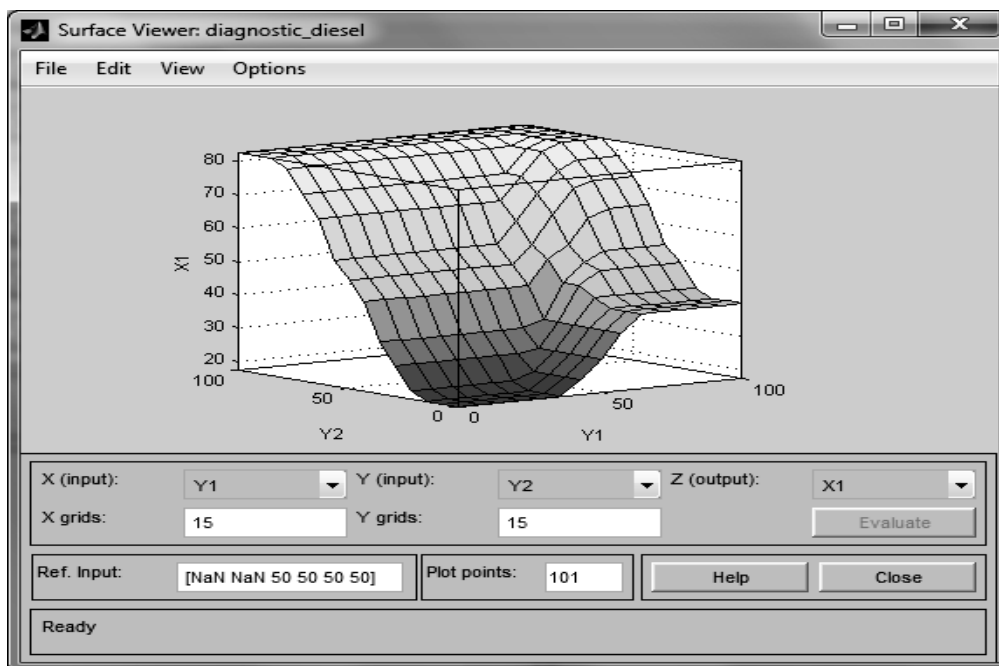 Surface Viewer: diagnostic_diesel
File Edit View Options
80
70
60
50
40
30
20
X1
100
50
0
Y2
0
50
100
Y1
X (input): Y1 Y (input): Y2 Z (output): X1
X grids: 15 Y grids: 15 Evaluate
Ref. Input: [NaN NaN 50 50 50 50] Plot points: 101 Help Close
Ready